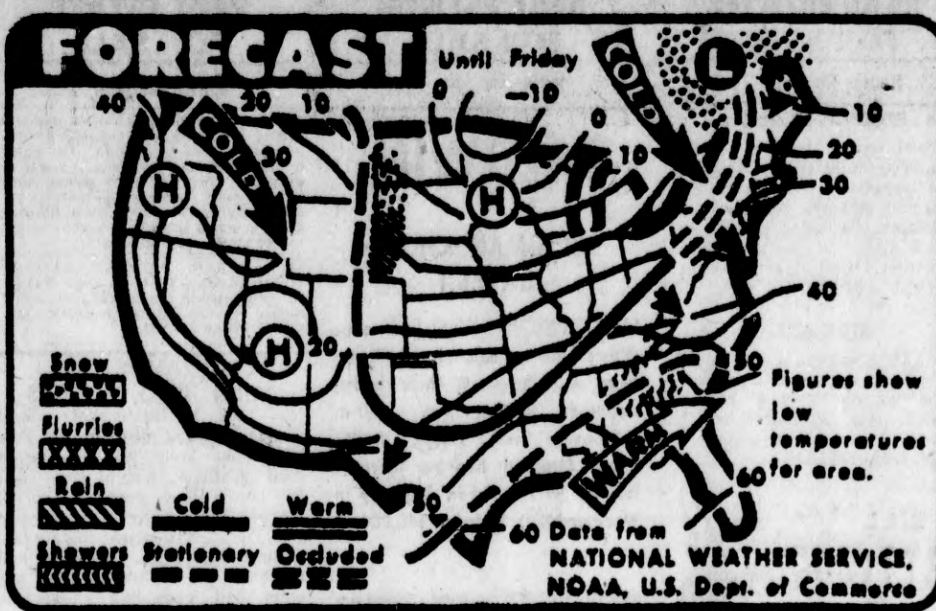 FORECAST
Until Friday
40
20
10
0
-10
0
10
30
COLD
COLD
L
10
20
30
H
H
H
20
40
50
Figures show
low
temperatures
for area.
WARM
60
50
60
Snow
Flurries
Rain
Showers
Cold
Warm
Stationary
Occluded
Data from
NATIONAL WEATHER SERVICE,
NOAA, U.S. Dept. of Commerce